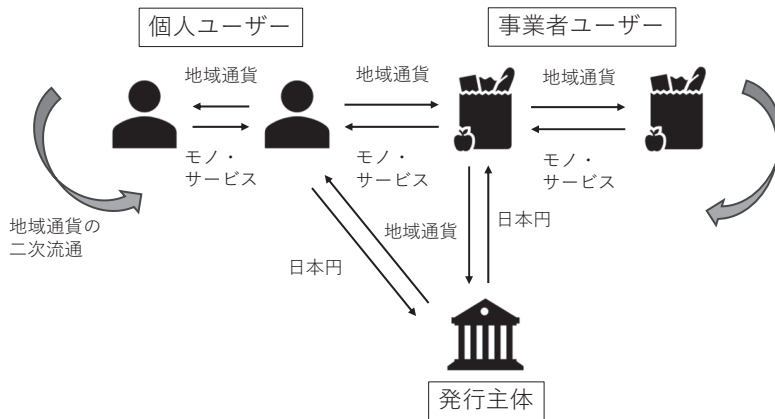 個人ユーザー
事業者ユーザー
地域通貨
地域通貨
地域通貨
モノ・
サービス
モノ・
サービス
モノ・
サービス
地域通貨の
二次流通
地域通貨
日本円
日本円
発行主体